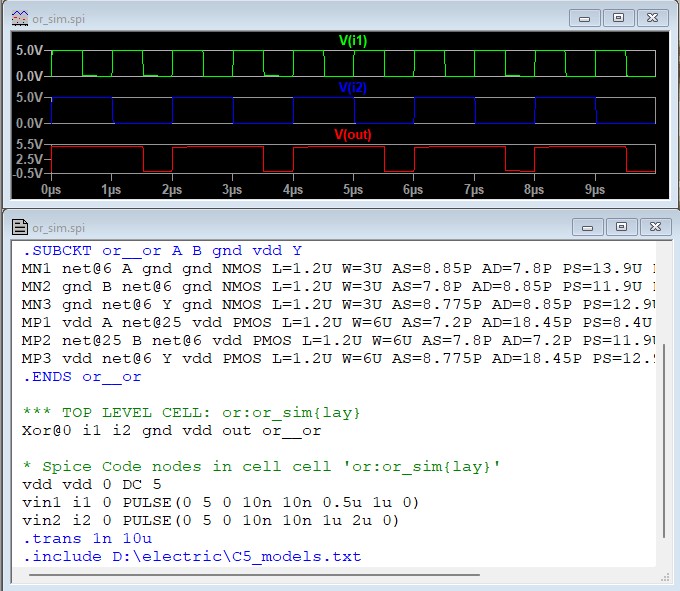 or_sim.spi
V(i1)
5.0V
0.0V
V(i2)
5.0V
0.0V
V(out)
5.5V
2.5V
-0.5V
0µs 1µs 2µs 3µs 4µs 5µs 6µs 7µs 8µs 9µs
or_sim.spi
.SUBCKT or__or A B gnd vdd Y
MN1 net@6 A gnd gnd NMOS L=1.2U W=3U AS=8.85P AD=7.8P PS=13.9U
MN2 gnd B net@6 gnd NMOS L=1.2U W=3U AS=7.8P AD=8.85P PS=11.9U
MN3 gnd net@6 Y gnd NMOS L=1.2U W=3U AS=8.775P AD=8.85P PS=12.9U
MP1 vdd A net@25 vdd PMOS L=1.2U W=6U AS=7.2P AD=18.45P PS=8.4U
MP2 net@25 B net@6 vdd PMOS L=1.2U W=6U AS=7.8P AD=7.2P PS=11.9U
MP3 vdd net@6 Y vdd PMOS L=1.2U W=6U AS=8.775P AD=18.45P PS=12.9
.ENDS or__or
*** TOP LEVEL CELL: or:or_sim{lay}
Xor@0 i1 i2 gnd vdd out or__or
* Spice Code nodes in cell cell 'or:or_sim{lay}'
vdd vdd 0 DC 5
vin1 i1 0 PULSE(0 5 0 10n 10n 0.5u 1u 0)
vin2 i2 0 PULSE(0 5 0 10n 10n 1u 2u 0)
.trans 1n 10u
.include D:\electric\C5_models.txt